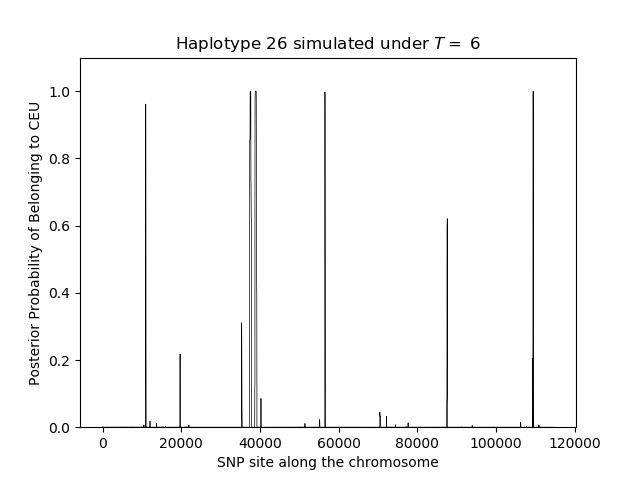 Haplotype 26 simulated under T = 6
Posterior Probability of Belonging to CEU
1.0
0.8
0.6
0.4
0.2
0.0
0 20000 40000 60000 80000 100000 120000
SNP site along the chromosome